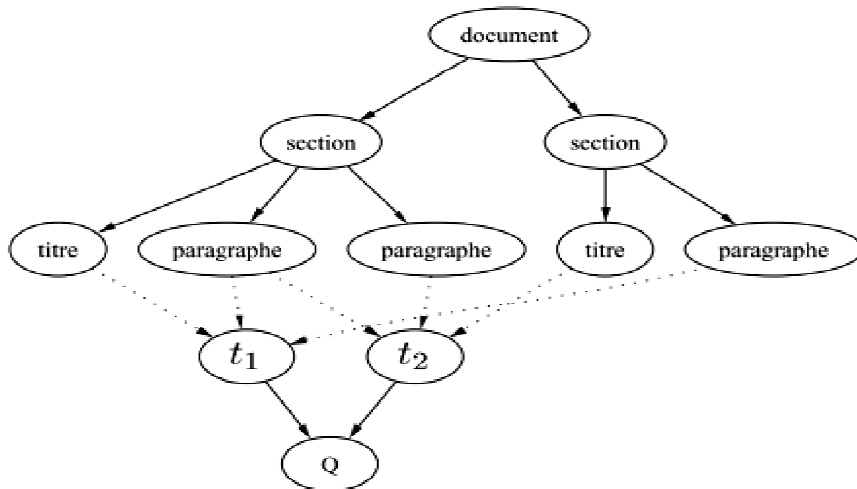 document
section section
titre paragraphe paragraphe titre paragraphe
t1 t2
Q